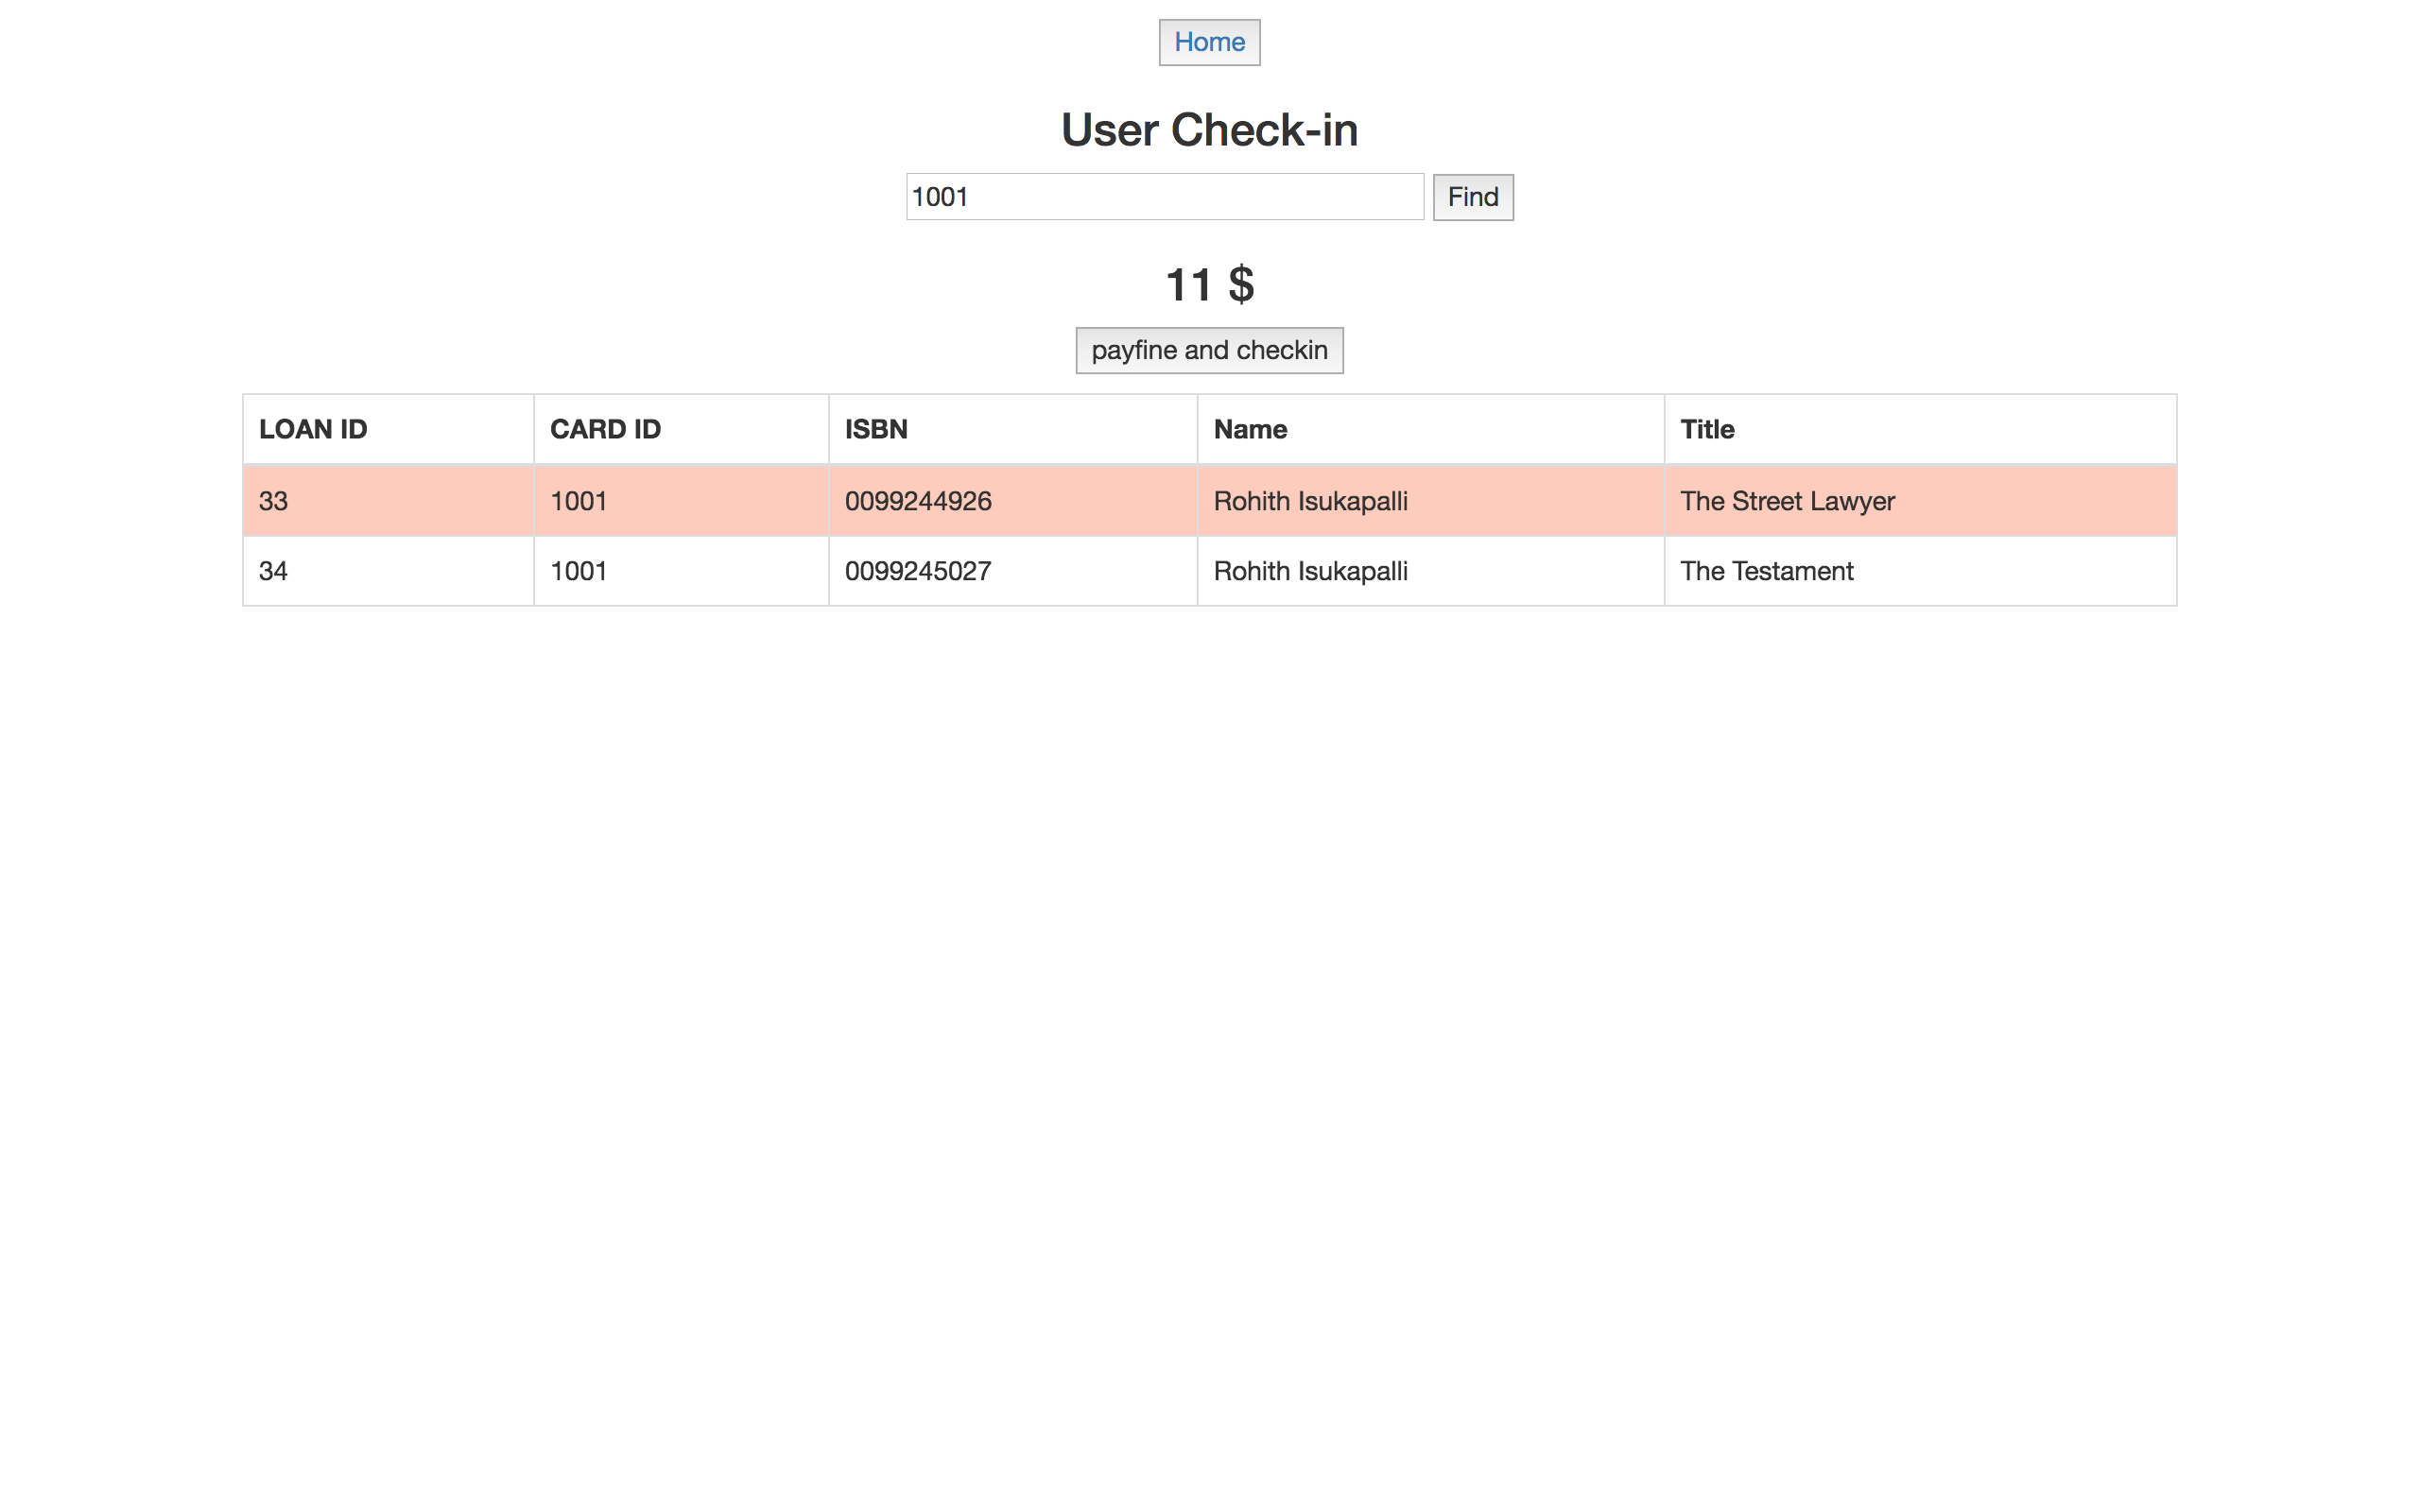 Home
User Check-in
1001 Find
11 $
payfine and checkin
LOAN ID CARD ID ISBN Name Title
33 1001 0099244926 Rohith Isukapalli The Street Lawyer
34 1001 0099245027 Rohith Isukapalli The Testament